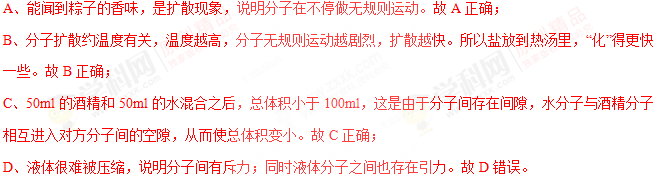 A、能闻到粽子的香味，是扩散现象，说明分子在不停做无规则运动。故 A 正确；
B、分子扩散约温度有关，温度越高，分子无规则运动越剧烈，扩散越快。所以盐放到热汤里，“化”得更快
一些。故 B 正确；
C、50ml 的酒精和 50ml 的水混合之后，总体积小于 100ml，这是由于分子间存在间隙，水分子与酒精分子
相互进入对方分子间的空隙，从而使总体积变小。故 C 正确；
D、液体很难被压缩，说明分子间有斥力；同时液体分子之间也存在引力。故 D 错误。